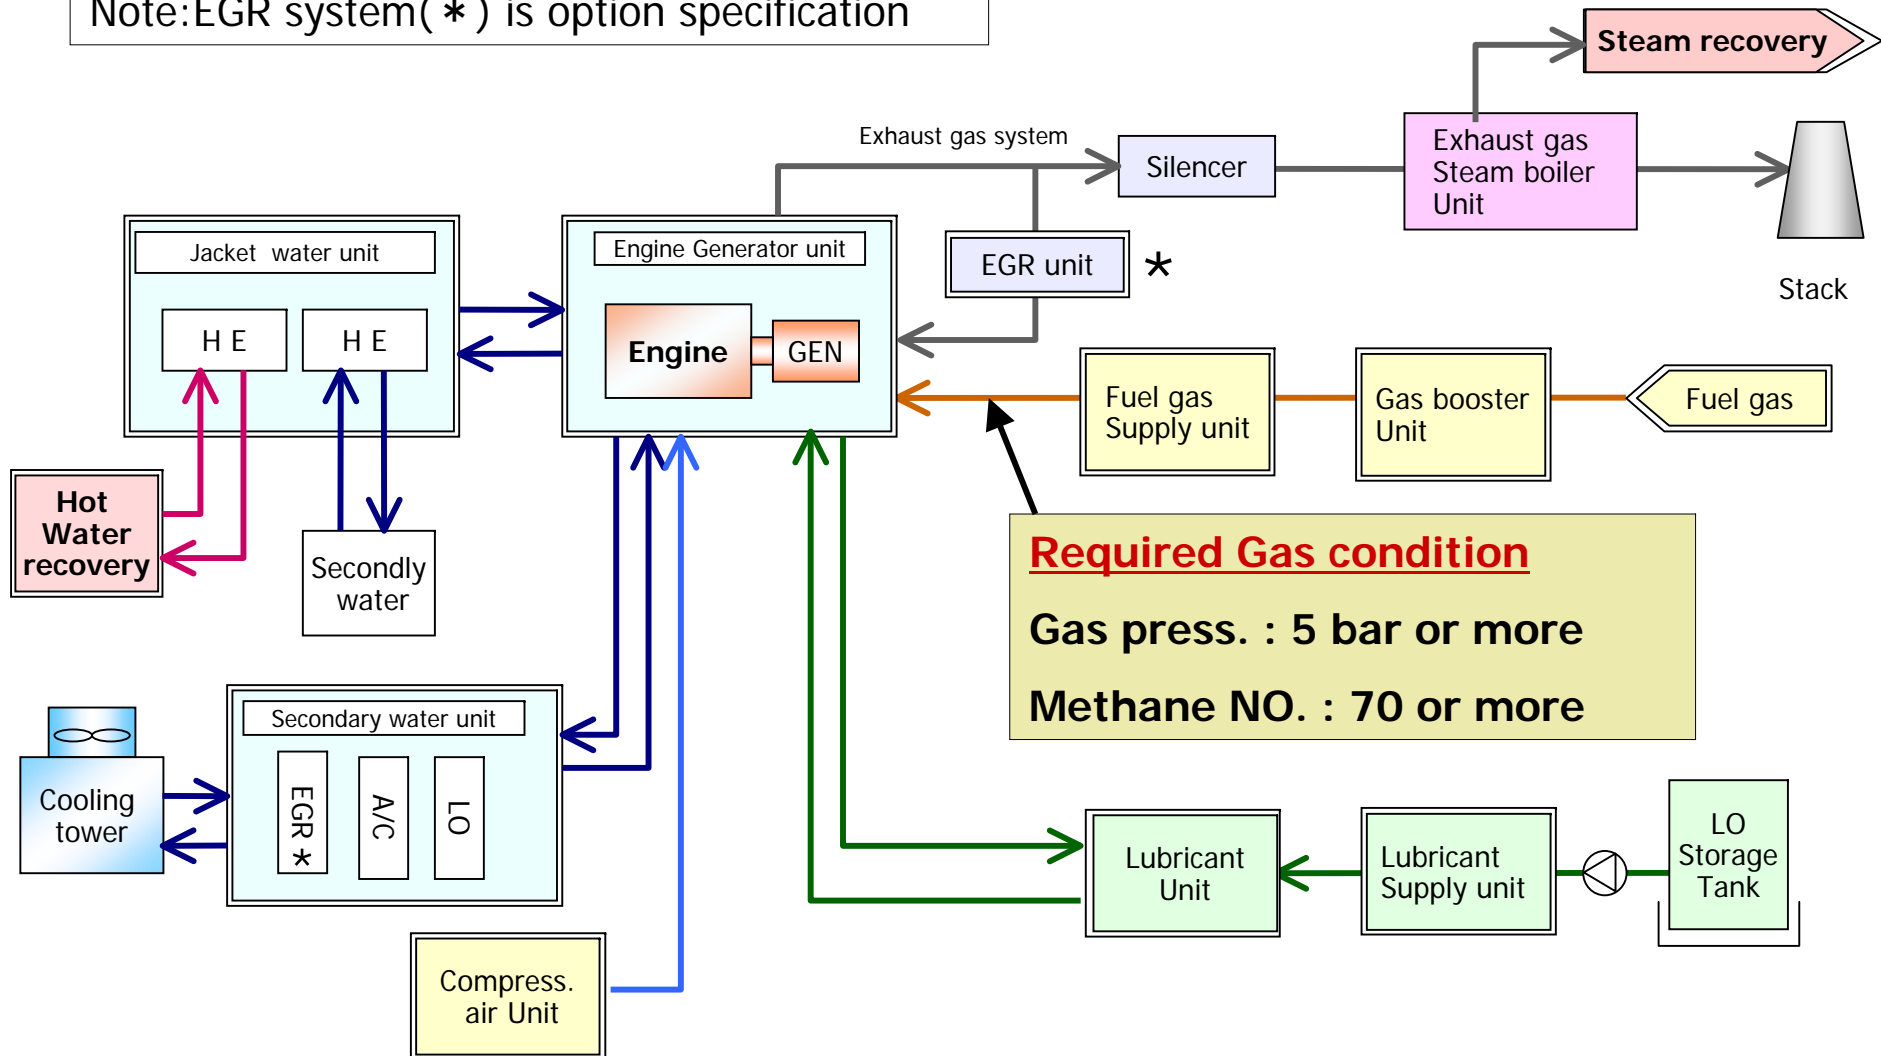 Note:EGR system(*) is option specification
Steam recovery
Exhaust gas system
Silencer
Exhaust gas
Steam boiler
Unit
Stack
Jacket water unit
H E
H E
Engine Generator unit
Engine
GEN
EGR unit
*
Fuel gas
Supply unit
Gas booster
Unit
Fuel gas
Hot
Water
recovery
Secondly
water
Required Gas condition
Gas press. : 5 bar or more
Methane NO. : 70 or more
Secondary water unit
EGR *
A/C
LO
Cooling
tower
Lubricant
Unit
Lubricant
Supply unit
LO
Storage
Tank
Compress.
air Unit